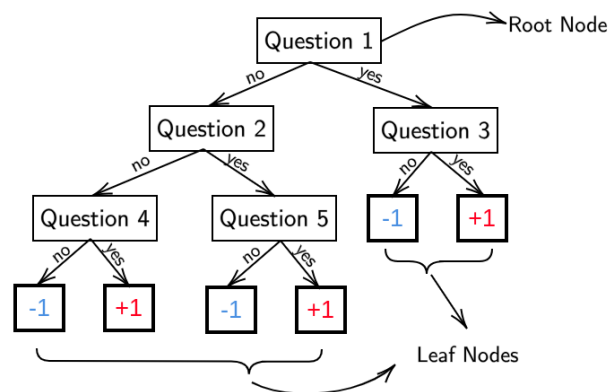 Question 1
Root Node
no
yes
Question 2
Question 3
no
yes
no
yes
Question 4
Question 5
-1
+1
no
yes
no
yes
-1
+1
-1
+1
Leaf Nodes